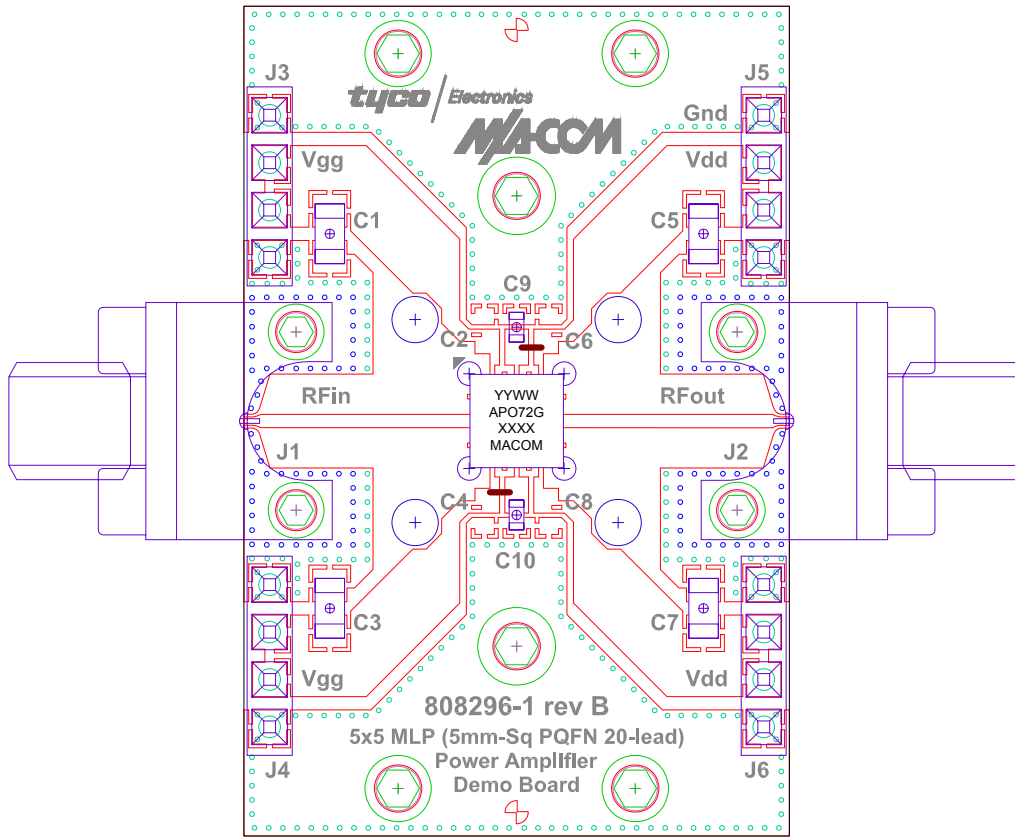 J3
J5
tyco / Electronics
M/A-COM
Gnd
Vgg
Vdd
C1
C5
C9
C2
C6
RFin
RFout
YYWW
APO72G
XXXX
MACOM
J1
J2
C4
C8
C10
C3
C7
Vgg
Vdd
808296-1 rev B
5x5 MLP (5mm-Sq PQFN 20-lead)
Power Amplifier
Demo Board
J4
J6